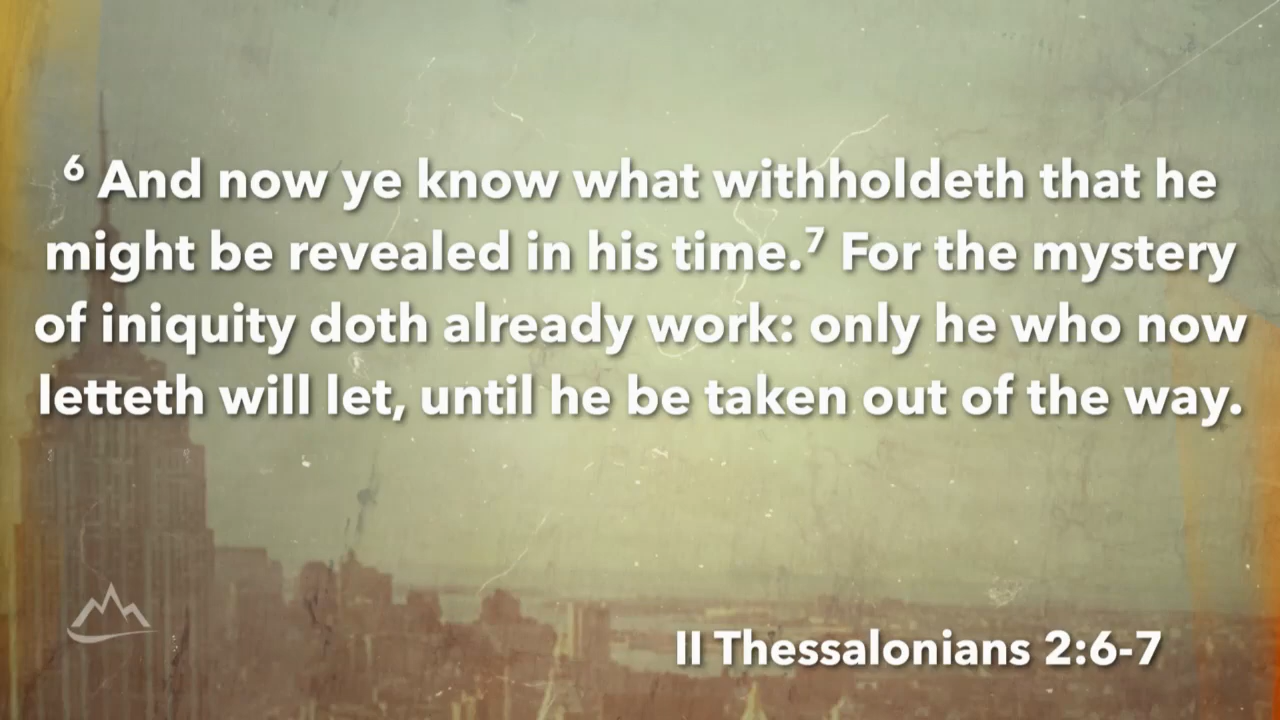 ⁶ And now ye know what withholdeth that he
might be revealed in his time.⁷ For the mystery
of iniquity doth already work: only he who now
letteth will let, until he be taken out of the way.
II Thessalonians 2:6-7